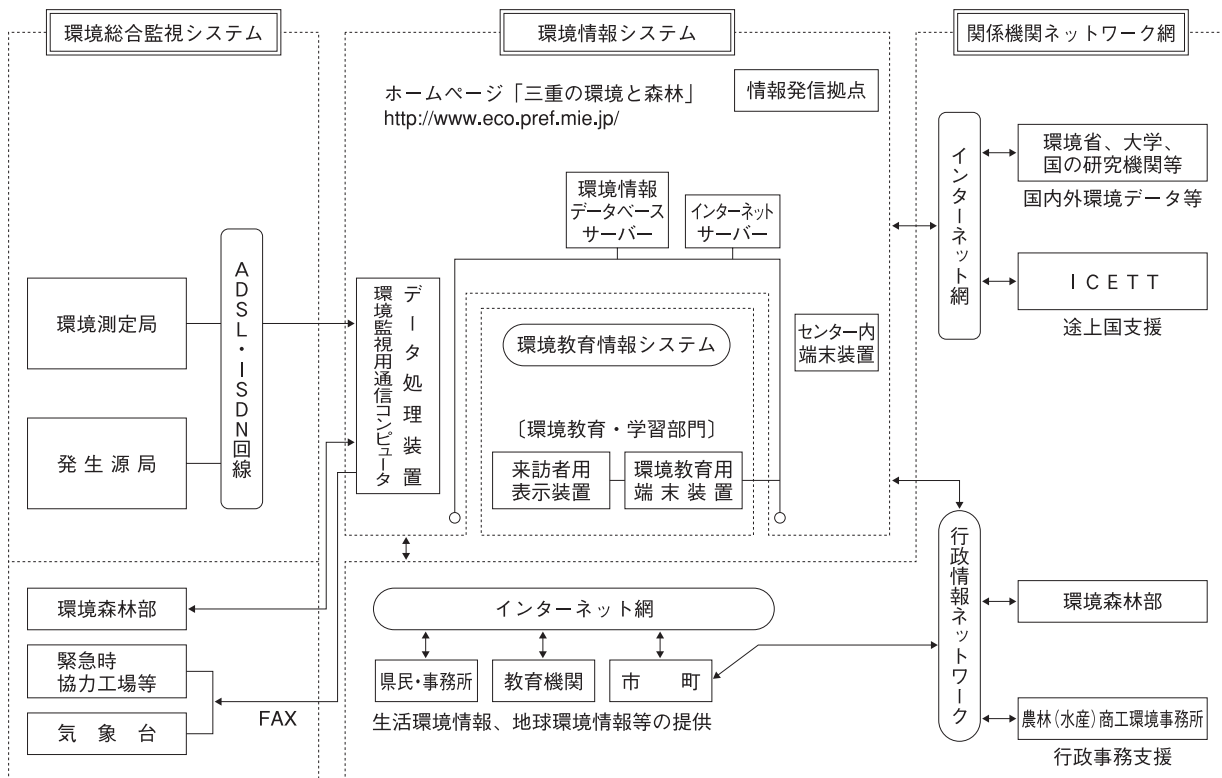 環境総合監視システム
環境測定局
発生源局
ADSL・ISDN回線
環境森林部
緊急時
協力工場等
気象台
FAX
環境情報システム
ホームページ「三重の環境と森林」
http://www.eco.pref.mie.jp/
情報発信拠点
環境情報
データベース
サーバー
インターネット
サーバー
データ処理装置
環境監視用通信コンピュータ
環境教育情報システム
〔環境教育・学習部門〕
来訪者用
表示装置
環境教育用
端末装置
センター内
端末装置
インターネット網
県民・事務所
教育機関
市　町
生活環境情報、地球環境情報等の提供
関係機関ネットワーク網
インターネット網
環境省、大学、
国の研究機関等
国内外環境データ等
ICETT
途上国支援
行政情報ネットワーク
環境森林部
農林(水産)商工環境事務所
行政事務支援